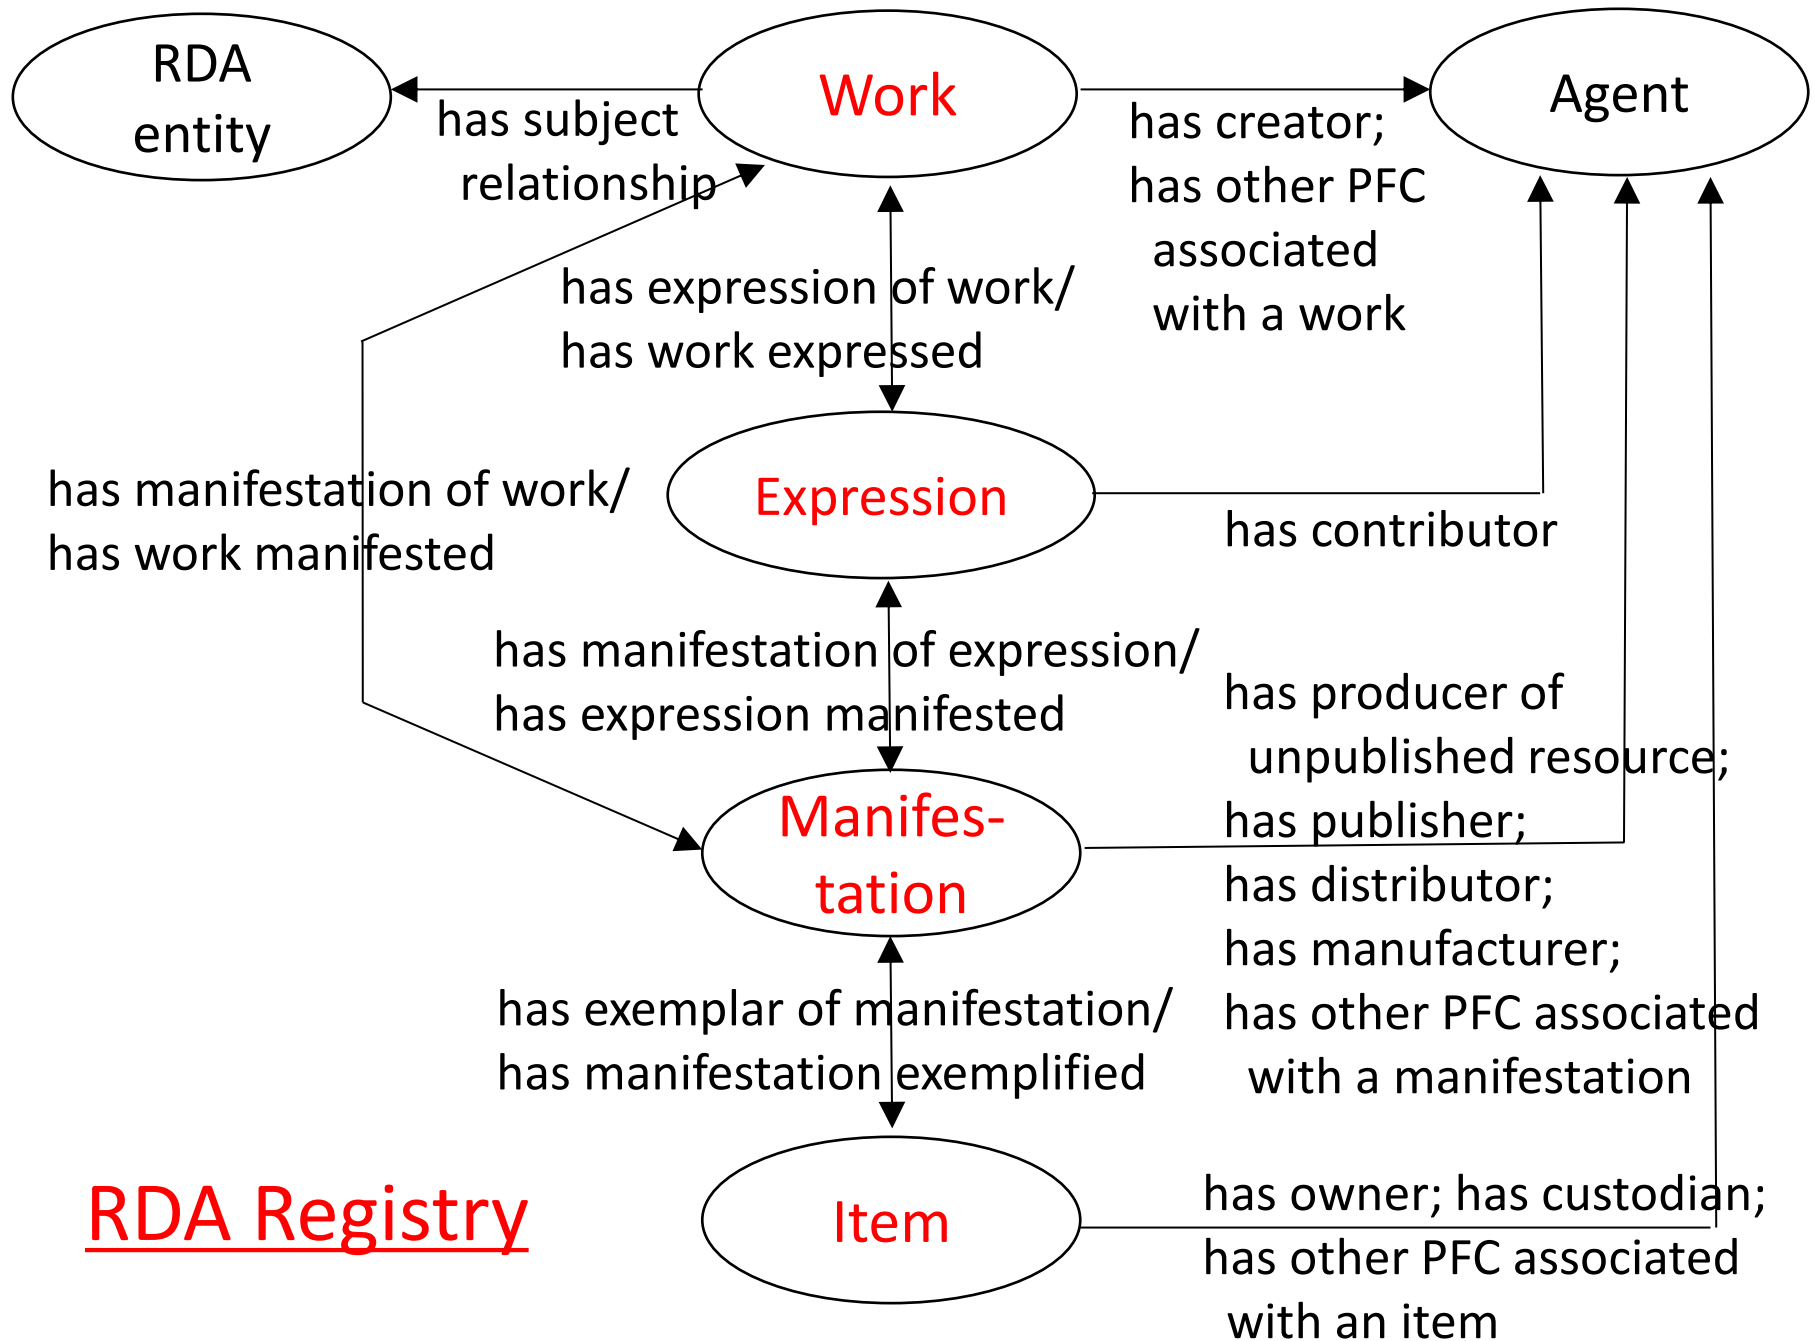 RDA
entity
has subject
relationship
Work
Agent
has creator;
has other PFC
associated
with a work
has expression of work/
has work expressed
has manifestation of work/
has work manifested
Expression
has contributor
has manifestation of expression/
has expression manifested
Manifes-
tation
has producer of
unpublished resource;
has publisher;
has distributor;
has manufacturer;
has other PFC associated
with a manifestation
has exemplar of manifestation/
has manifestation exemplified
Item
has owner; has custodian;
has other PFC associated
with an item
RDA Registry